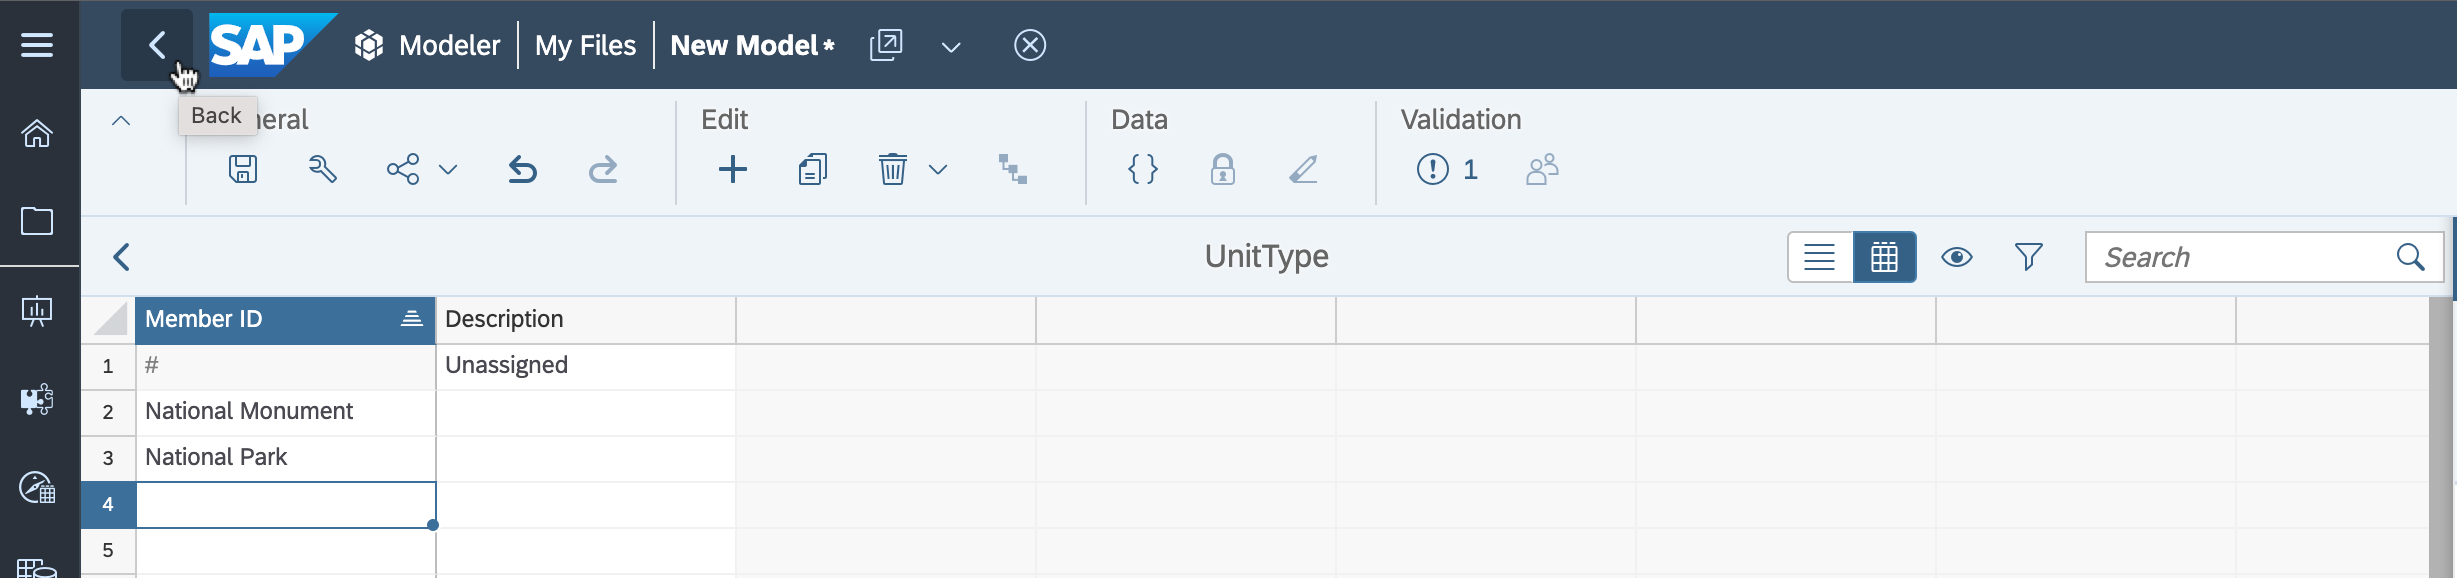 SAP Modeler My Files New Model*
Back neral Edit Data Validation
1
UnitType
Search
Member ID Description
1 # Unassigned
2 National Monument
3 National Park
4
5